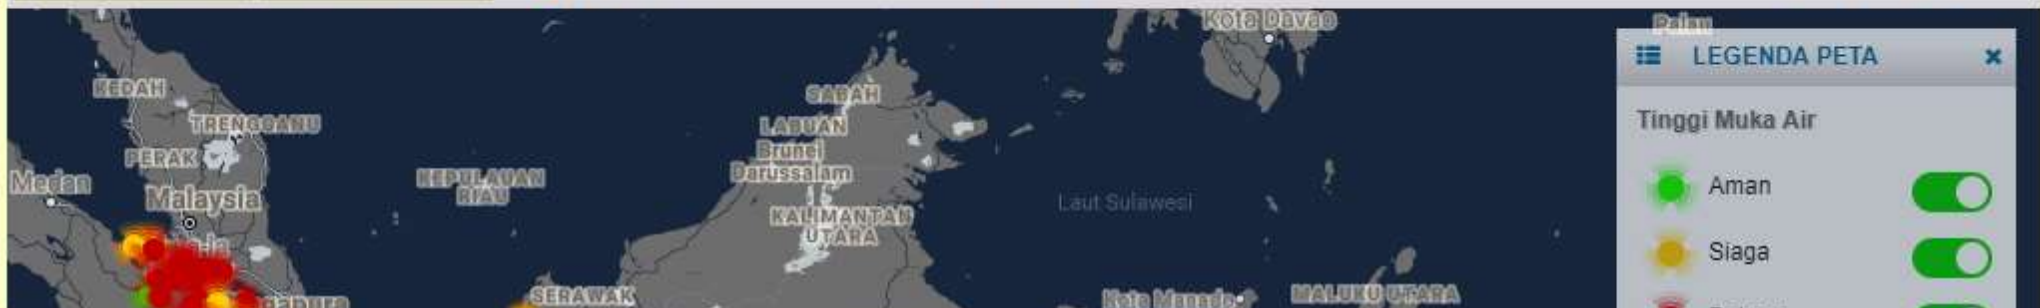 Kota Davao
Palau
LEGENDA PETA
KEDAH
SABAH
Tinggi Muka Air
TRENGGANU
LABUAN
PERAK
Brunei
Darussalam
Medan
KEPULAUAN
RIAU
Aman
Malaysia
Laut Sulawesi
KALIMANTAN
UTARA
Siaga
SERAWAK
Kota Manado
MALUKU UTARA